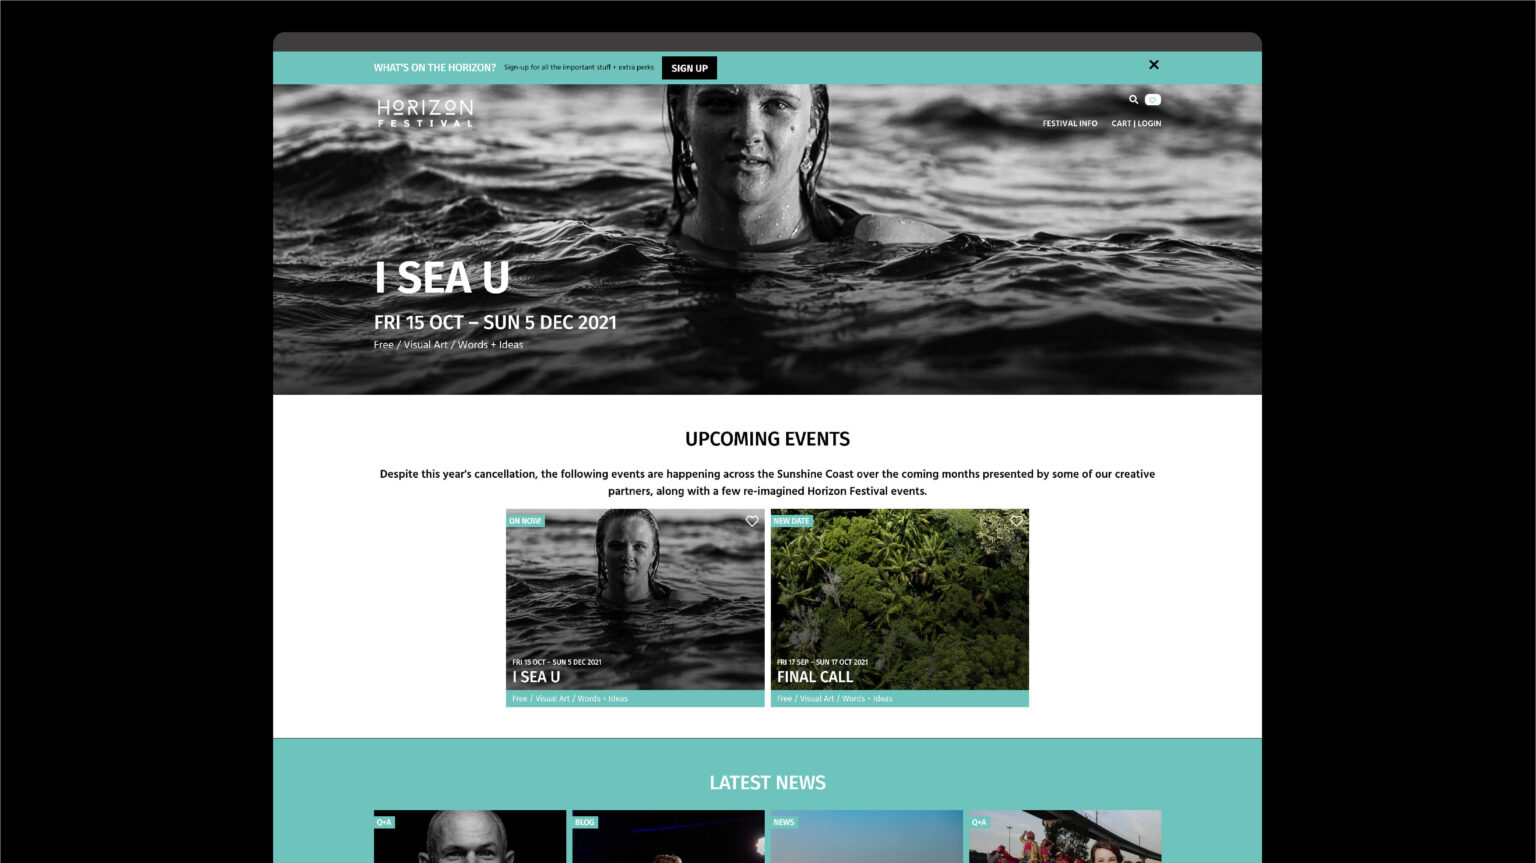 WHAT'S ON THE HORIZON? Sign-up for all the important stuff + extra perks SIGN UP
HORIZON
FESTIVAL
FESTIVAL INFO CART | LOGIN
I SEA U
FRI 15 OCT – SUN 5 DEC 2021
Free / Visual Art / Words + Ideas
UPCOMING EVENTS
Despite this year's cancellation, the following events are happening across the Sunshine Coast over the coming months presented by some of our creative
partners, along with a few re-imagined Horizon Festival events.
ON NOW!
FRI 15 OCT – SUN 5 DEC 2021
I SEA U
Free / Visual Art / Words + Ideas
NEW DATE
FRI 17 SEP – SUN 17 OCT 2021
FINAL CALL
Free / Visual Art / Words + Ideas
LATEST NEWS
Q+A
BLOG
NEWS
Q+A